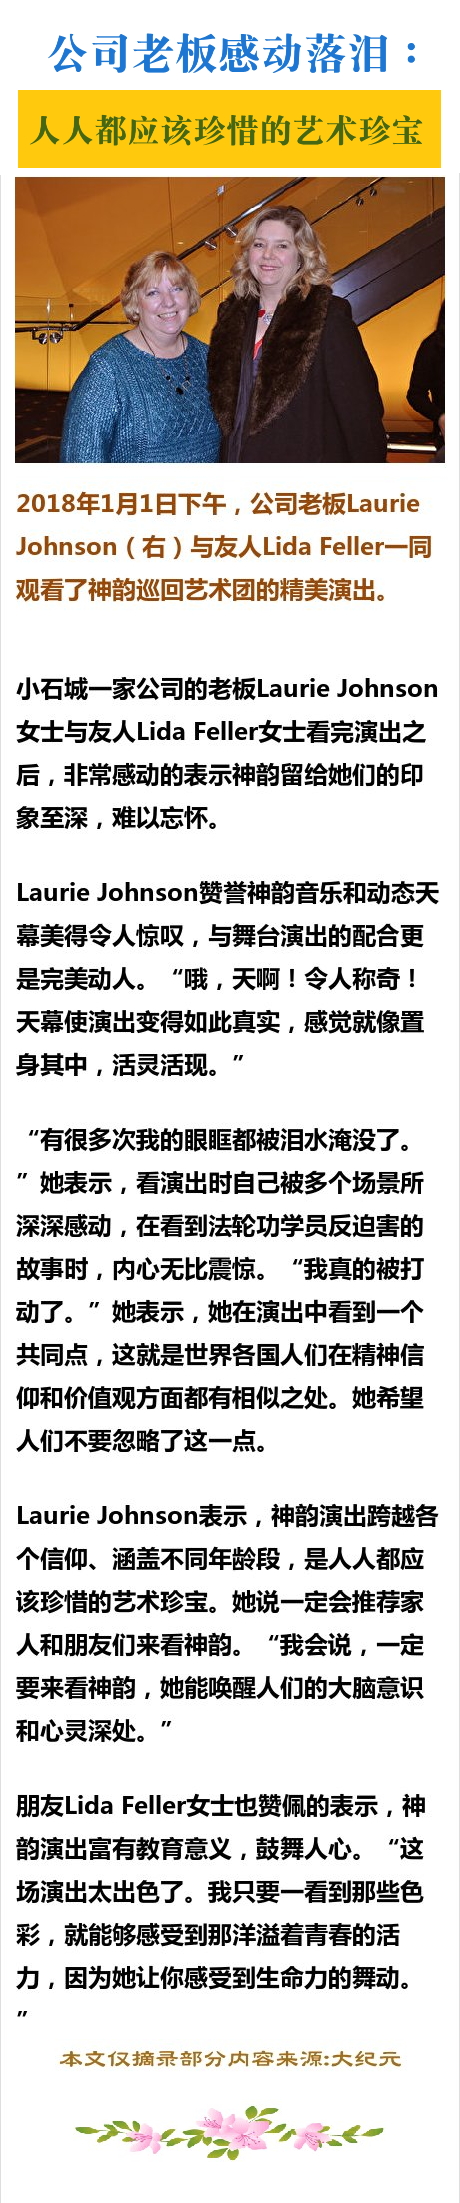 公司老板感动落泪：
人人都应该珍惜的艺术珍宝
2018年1月1日下午，公司老板Laurie
Johnson（右）与友人Lida Feller一同
观看了神韵巡回艺术团的精美演出。
小石城一家公司的老板Laurie Johnson
女士与友人Lida Feller女士看完演出之
后，非常感动的表示神韵留给她们的印
象至深，难以忘怀。
Laurie Johnson赞誉神韵音乐和动态天
幕美得令人惊叹，与舞台演出的配合更
是完美动人。“哦，天啊！令人称奇！
天幕使演出变得如此真实，感觉就像置
身其中，活灵活现。”
“有很多次我的眼眶都被泪水淹没了。
”她表示，看演出时自己被多个场景所
深深感动，在看到法轮功学员反迫害的
故事时，内心无比震惊。“我真的被打
动了。”她表示，她在演出中看到一个
共同点，这就是世界各国人们在精神信
仰和价值观方面都有相似之处。她希望
人们不要忽略了这一点。
Laurie Johnson表示，神韵演出跨越各
个信仰、涵盖不同年龄段，是人人都应
该珍惜的艺术珍宝。她说一定会推荐家
人和朋友们来看神韵。“我会说，一定
要来看神韵，她能唤醒人们的大脑意识
和心灵深处。”
朋友Lida Feller女士也赞佩的表示，神
韵演出富有教育意义，鼓舞人心。“这
场演出太出色了。我只要一看到那些色
彩，就能够感受到那洋溢着青春的活
力，因为她让你感受到生命力的舞动。
”
本文仅摘录部分内容来源:大纪元